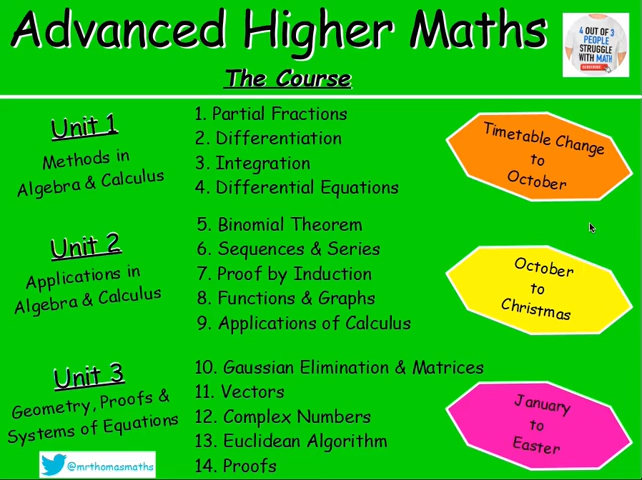 Advanced Higher Maths
4 OUT OF 3
PEOPLE
STRUGGLE
WITH MATH
The Course
Unit 1
Methods in
Algebra & Calculus
1. Partial Fractions
2. Differentiation
3. Integration
4. Differential Equations
Timetable Change
to
October
Unit 2
Applications in
Algebra & Calculus
5. Binomial Theorem
6. Sequences & Series
7. Proof by Induction
8. Functions & Graphs
9. Applications of Calculus
October
to
Christmas
Unit 3
Geometry, Proofs &
Systems of Equations
10. Gaussian Elimination & Matrices
11. Vectors
12. Complex Numbers
13. Euclidean Algorithm
14. Proofs
January
to
Easter
@mrthomasmaths